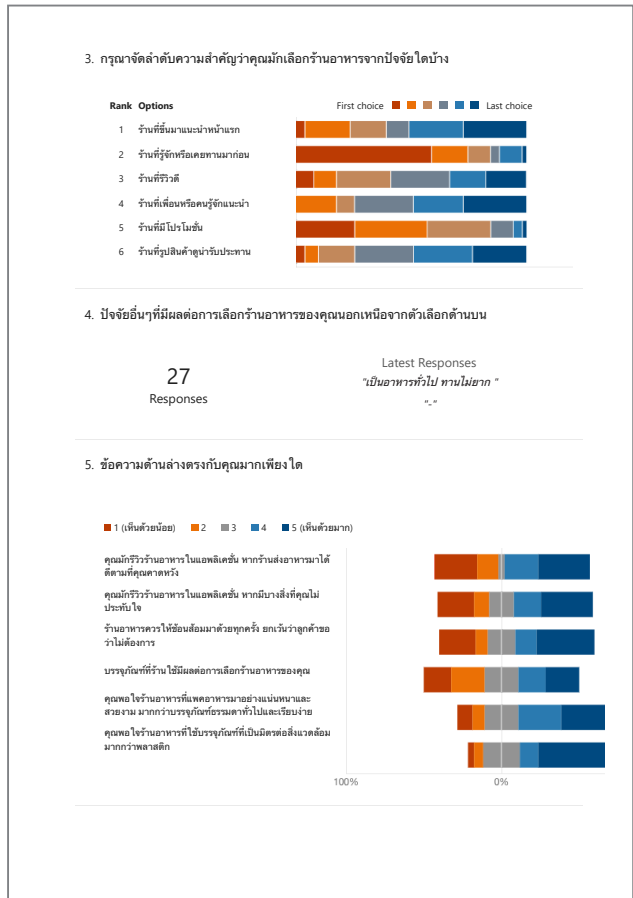 3. กรุณาจัดลำดับความสำคัญว่าคุณมักเลือกร้านอาหารจากปัจจัยใดบ้าง
Rank Options First choice Last choice
1 ร้านที่ขึ้นมาแนะนำหน้าแรก
2 ร้านที่รู้จักหรือเคยทานมาก่อน
3 ร้านที่รีวิวดี
4 ร้านที่เพื่อนหรือคนรู้จักแนะนำ
5 ร้านที่มีโปรโมชั่น
6 ร้านที่รูปสินค้าดูน่ารับประทาน
4. ปัจจัยอื่นๆที่มีผลต่อการเลือกร้านอาหารของคุณนอกเหนือจากตัวเลือกด้านบน
27
Responses
Latest Responses
"เป็นอาหารทั่วไป ทานไม่ยาก "
"-"
5. ข้อความด้านล่างตรงกับคุณมากเพียงใด
1 (เห็นด้วยน้อย) 2 3 4 5 (เห็นด้วยมาก)
คุณมักรีวิวร้านอาหารในแอพลิเคชั่น หากร้านส่งอาหารมาได้
ดีตามที่คุณคาดหวัง
คุณมักรีวิวร้านอาหารในแอพลิเคชั่น หากมีบางสิ่งที่คุณไม่
ประทับใจ
ร้านอาหารควรให้ช้อนส้อมมาด้วยทุกครั้ง ยกเว้นว่าลูกค้าขอ
ว่าไม่ต้องการ
บรรจุภัณฑ์ที่ร้านใช้มีผลต่อการเลือกร้านอาหารของคุณ
คุณพอใจร้านอาหารที่แพคอาหารมาอย่างแน่นหนาและ
สวยงาม มากกว่าบรรจุภัณฑ์ธรรมดาทั่วไปและเรียบง่าย
คุณพอใจร้านอาหารที่ใช้บรรจุภัณฑ์ที่เป็นมิตรต่อสิ่งแวดล้อม
มากกว่าพลาสติก
100% 0%